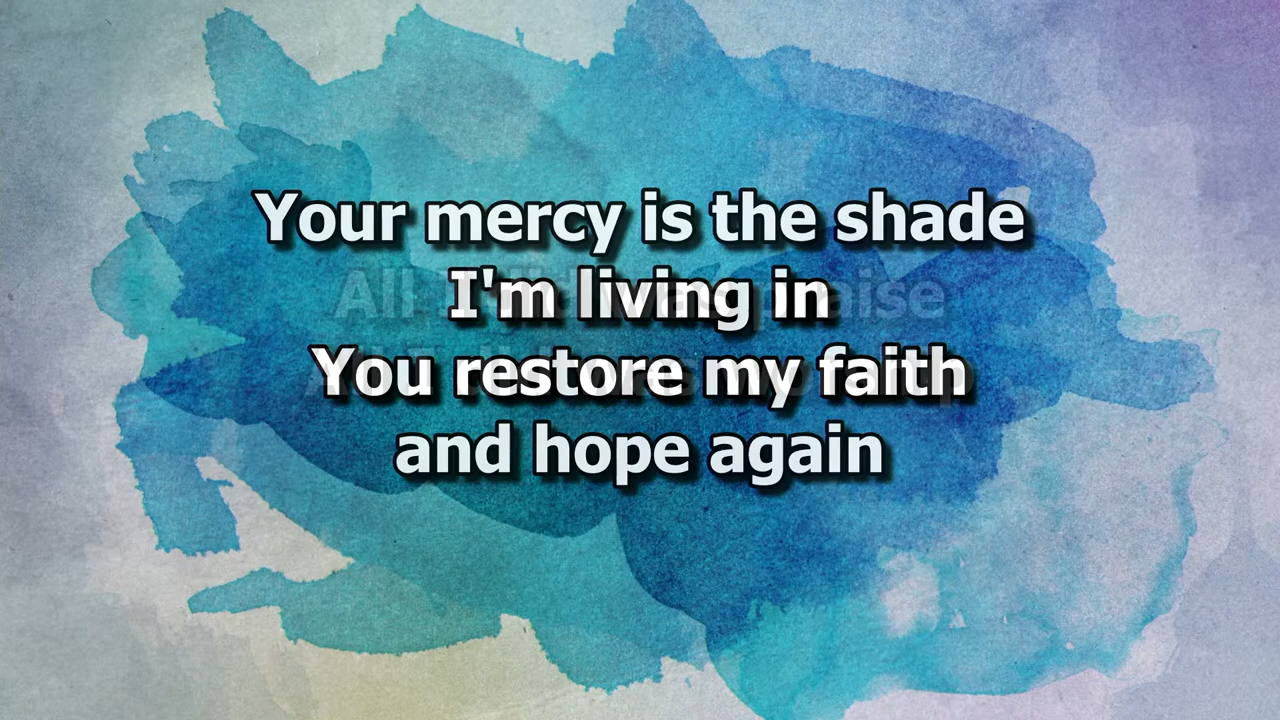 Your mercy is the shade
I'm living in
You restore my faith
and hope again